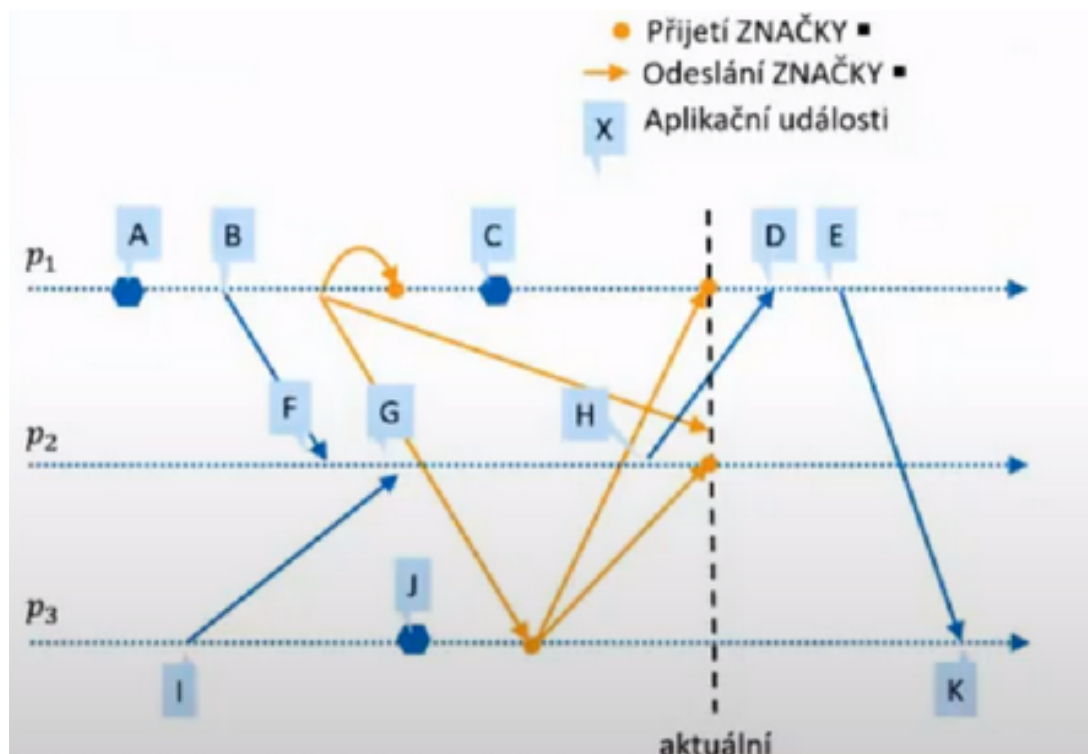 Přijetí ZNAČKY
Odeslání ZNAČKY
X Aplikační události
A B C D E
p₁
F G H
p₂
J
p₃
I K
aktuální